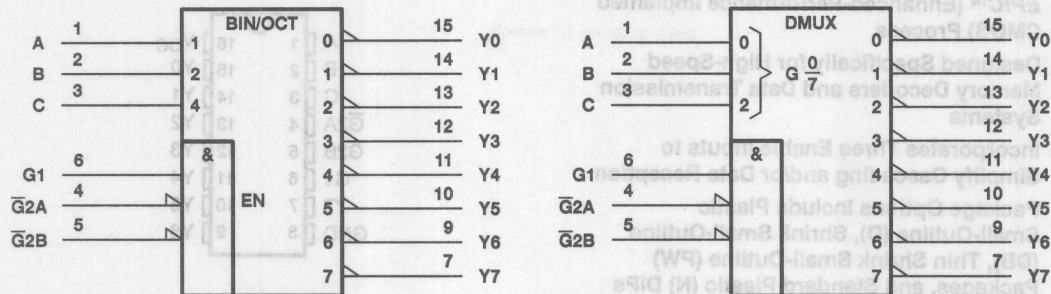 BIN/OCT
DMUX
A 1 1 0 15 Y0
B 2 2 1 14 Y1
C 3 4 2 13 Y2
3 12 Y3
&
G1 6 4 11 Y4
G̅2A 4 EN 5 10 Y5
G̅2B 5 6 9 Y6
7 7 Y7
A 1 0 0 15 Y0
B 2 G 0/7 1 14 Y1
C 3 2 2 13 Y2
3 12 Y3
&
G1 6 4 11 Y4
G̅2A 4 5 10 Y5
G̅2B 5 6 9 Y6
7 7 Y7